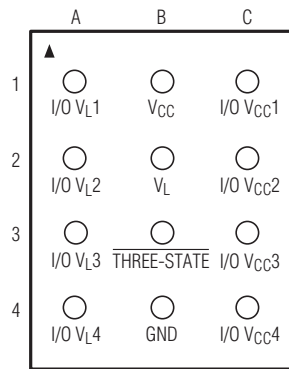 A B C
1
I/O VL1 VCC I/O VCC1
2
I/O VL2 VL I/O VCC2
3
I/O VL3 THREE-STATE I/O VCC3
4
I/O VL4 GND I/O VCC4